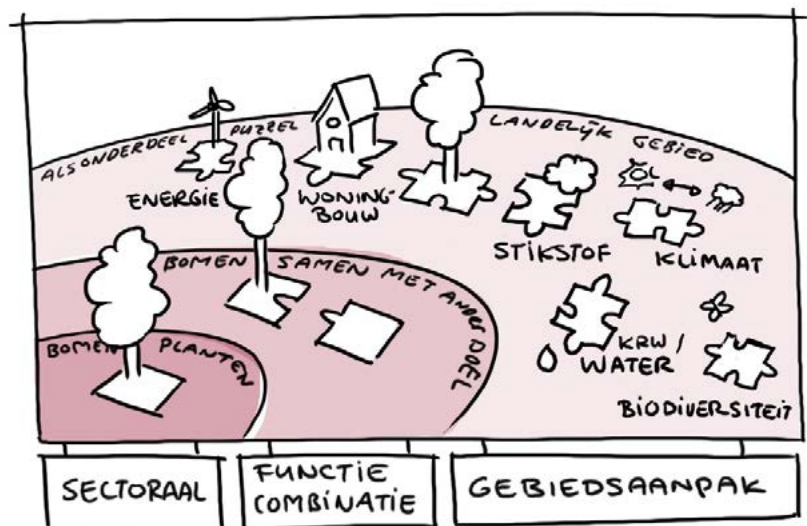 ALS ONDERDEEL PUZZEL LANDELIJK GEBIED
ENERGIE
WONING-
BOUW
STIKSTOF
KLIMAAT
BOMEN SAMEN MET ANDER DOEL
KRW/
WATER
BOMEN PLANTEN
BIODIVERSITEIT
SECTORAAL
FUNCTIE
COMBINATIE
GEBIEDSAANPAK